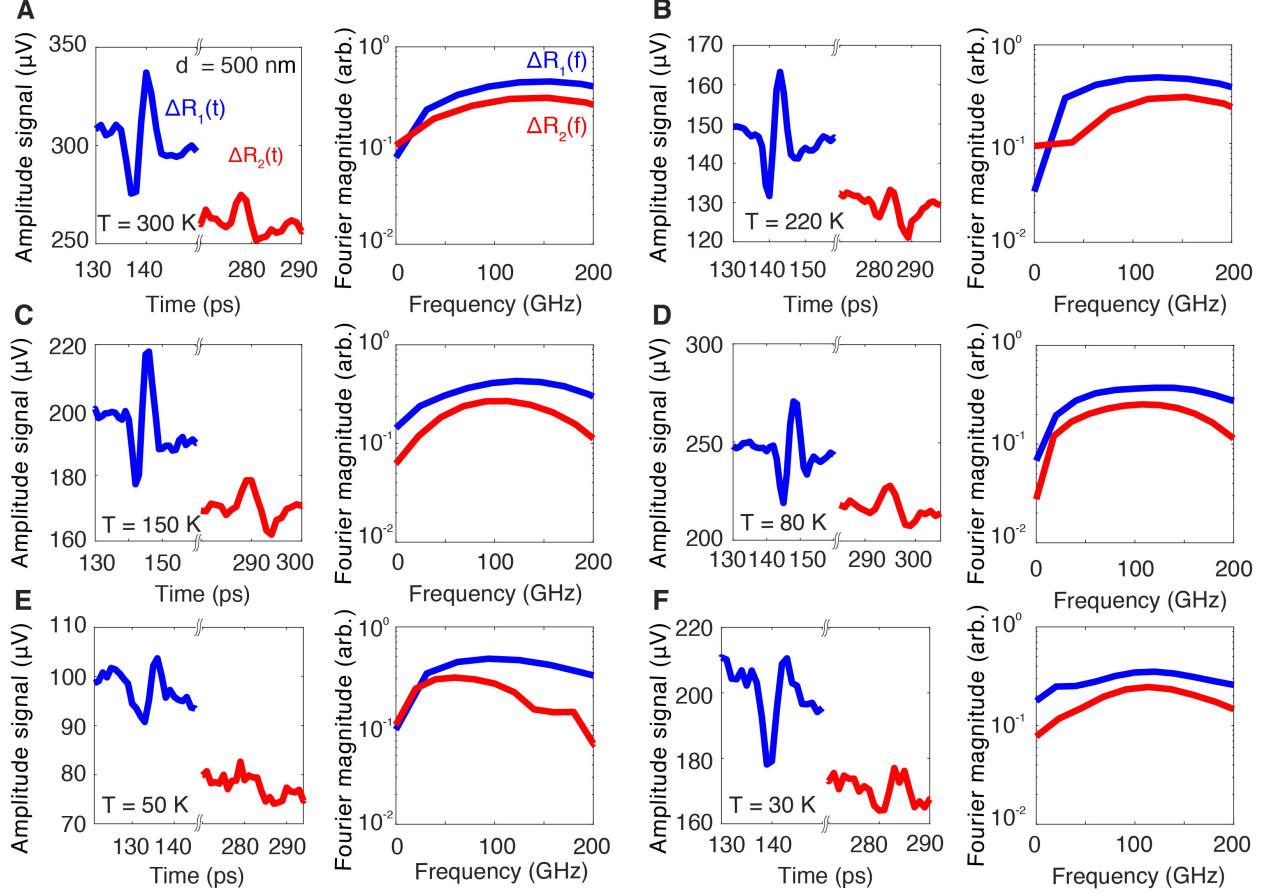 A
Amplitude signal (µV)
350
300
250
d = 500 nm
ΔR1(t)
ΔR2(t)
T = 300 K
130 140 280 290
Time (ps)
Fourier magnitude (arb.)
10^0
10^-1
10^-2
ΔR1(f)
ΔR2(f)
0 100 200
Frequency (GHz)
B
Amplitude signal (µV)
170
160
150
140
130
120
T = 220 K
130 140 150 280 290
Time (ps)
Fourier magnitude (arb.)
10^0
10^-1
10^-2
0 100 200
Frequency (GHz)
C
Amplitude signal (µV)
220
200
180
160
T = 150 K
130 150 290 300
Time (ps)
Fourier magnitude (arb.)
10^0
10^-1
10^-2
0 100 200
Frequency (GHz)
D
Amplitude signal (µV)
300
250
200
T = 80 K
130 140 150 290 300
Time (ps)
Fourier magnitude (arb.)
10^0
10^-1
10^-2
0 100 200
Frequency (GHz)
E
Amplitude signal (µV)
110
100
90
80
70
T = 50 K
130 140 280 290
Time (ps)
Fourier magnitude (arb.)
10^0
10^-1
10^-2
0 100 200
Frequency (GHz)
F
Amplitude signal (µV)
220
200
180
160
T = 30 K
130 140 280 290
Time (ps)
Fourier magnitude (arb.)
10^0
10^-1
10^-2
0 100 200
Frequency (GHz)